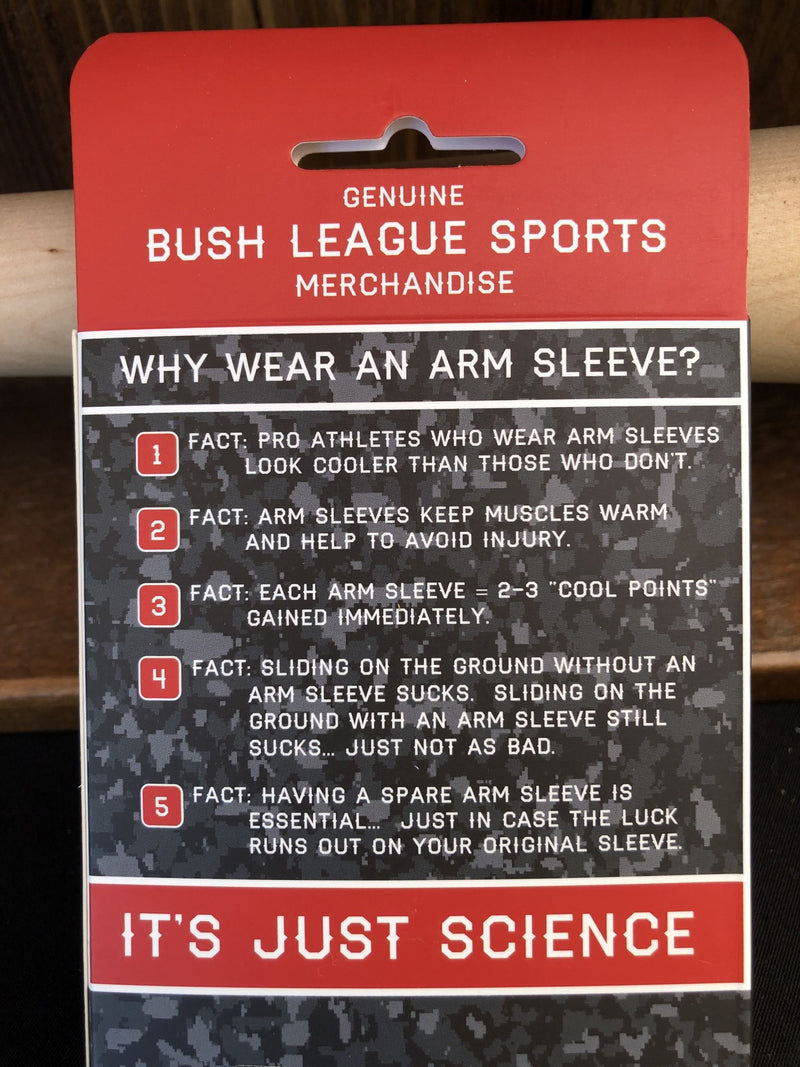 GENUINE
BUSH LEAGUE SPORTS
MERCHANDISE
WHY WEAR AN ARM SLEEVE?
1 FACT: PRO ATHLETES WHO WEAR ARM SLEEVES
LOOK COOLER THAN THOSE WHO DON'T.
2 FACT: ARM SLEEVES KEEP MUSCLES WARM
AND HELP TO AVOID INJURY.
3 FACT: EACH ARM SLEEVE = 2-3 "COOL POINTS"
GAINED IMMEDIATELY.
4 FACT: SLIDING ON THE GROUND WITHOUT AN
ARM SLEEVE SUCKS. SLIDING ON THE
GROUND WITH AN ARM SLEEVE STILL
SUCKS... JUST NOT AS BAD.
5 FACT: HAVING A SPARE ARM SLEEVE IS
ESSENTIAL... JUST IN CASE THE LUCK
RUNS OUT ON YOUR ORIGINAL SLEEVE.
IT'S JUST SCIENCE